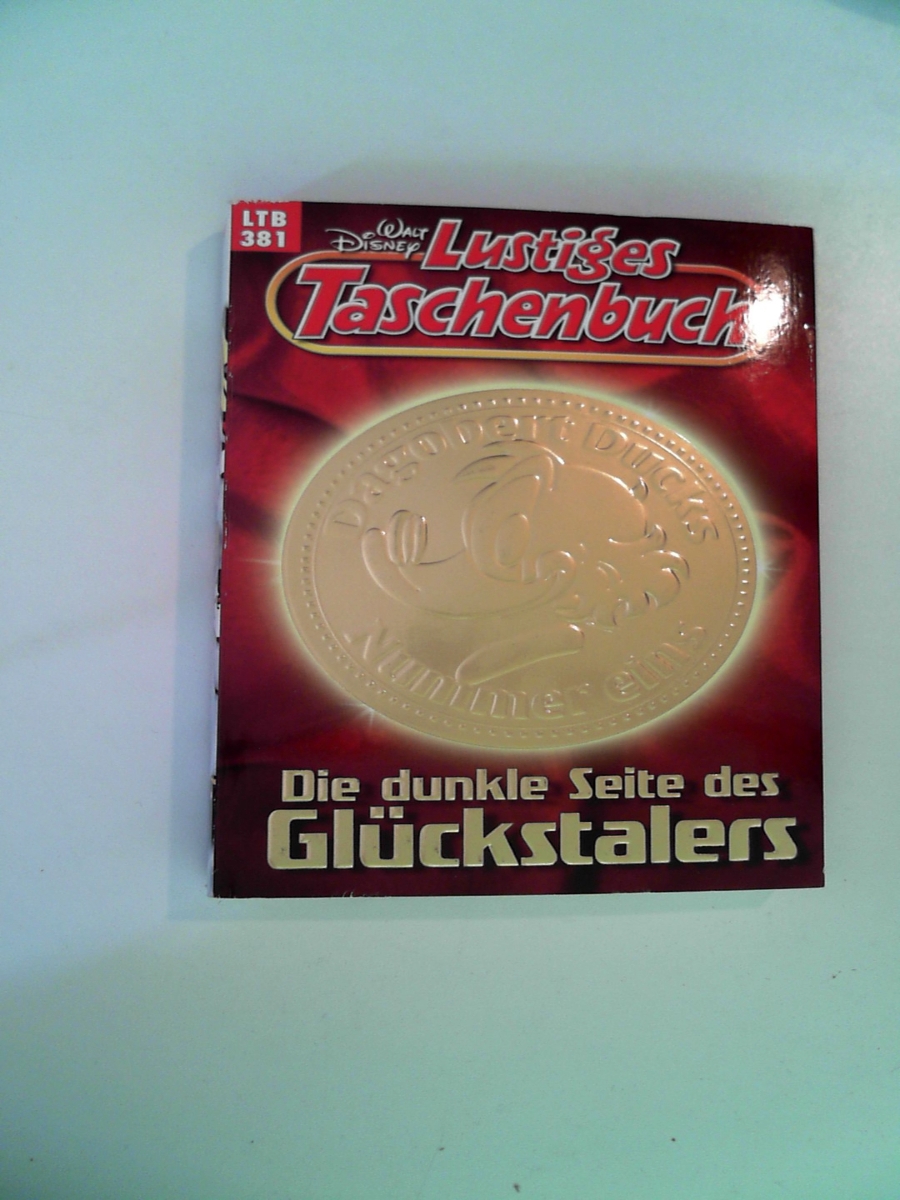 LTB
381
Walt
Disney
Lustiges
Taschenbuch
Dagobert Ducks
Nummer eins
Die dunkle Seite des
Glückstalers